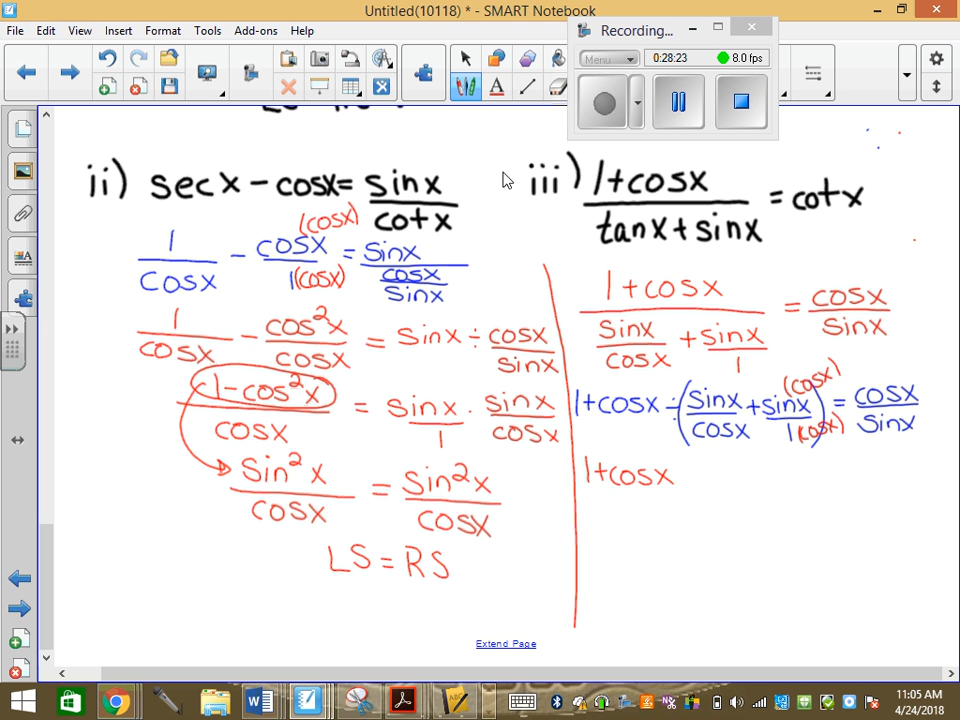 Untitled(10118) * - SMART Notebook
File Edit View Insert Format Tools Add-ons Help
Recording...
Menu 0:28:23 8.0 fps
ii) secx - cosx = sinx / cotx
1/cosx - cosx(cosx) / 1(cosx) = sinx / (cosx/sinx)
1/cosx - cos²x/cosx = sinx ÷ cosx/sinx
1-cos²x / cosx = sinx/1 · sinx/cosx
sin²x / cosx = sin²x / cosx
LS = RS
iii) 1+cosx / tanx+sinx = cotx
1+cosx / (sinx/cosx + sinx/1) = cosx/sinx
1+cosx ÷ (sinx/cosx + sinx(cosx)/1(cosx)) = cosx/sinx
1+cosx
Extend Page
11:05 AM
4/24/2018